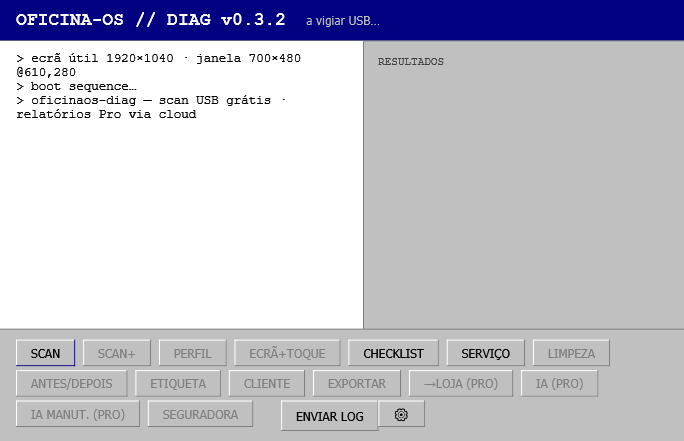 OFICINA-OS // DIAG v0.3.2 a vigiar USB...
> ecrã útil 1920×1040 · janela 700×480
@610,280
> boot sequence…
> oficinaos-diag — scan USB grátis ·
relatórios Pro via cloud
RESULTADOS
SCAN SCAN+ PERFIL ECRÃ+TOQUE CHECKLIST SERVIÇO LIMPEZA
ANTES/DEPOIS ETIQUETA CLIENTE EXPORTAR →LOJA (PRO) IA (PRO)
IA MANUT. (PRO) SEGURADORA ENVIAR LOG